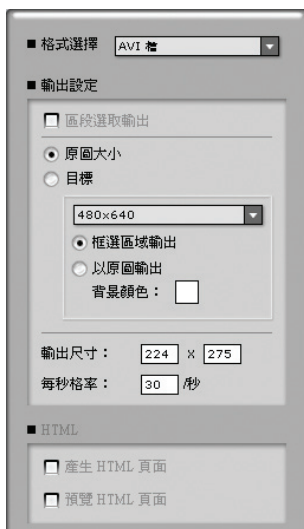 ■ 格式選擇 AVI 檔
■ 輸出設定
區段選取輸出
原圖大小
目標
480×640
框選區域輸出
以原圖輸出
背景顏色：
輸出尺寸： 224 X 275
每秒格率： 30 /秒
■ HTML
產生 HTML 頁面
預覽 HTML 頁面